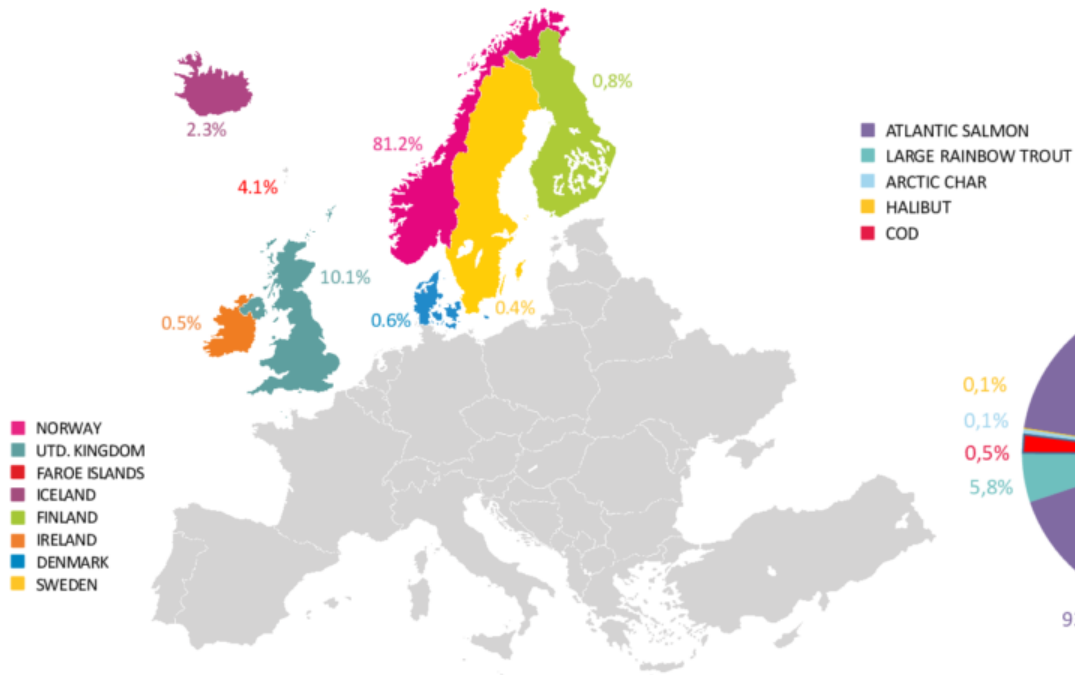 0,8%
2.3%
81.2%
4.1%
10.1%
0.5%
0.6%
0.4%
NORWAY
UTD. KINGDOM
FAROE ISLANDS
ICELAND
FINLAND
IRELAND
DENMARK
SWEDEN
ATLANTIC SALMON
LARGE RAINBOW TROUT
ARCTIC CHAR
HALIBUT
COD
0,1%
0,1%
0,5%
5,8%